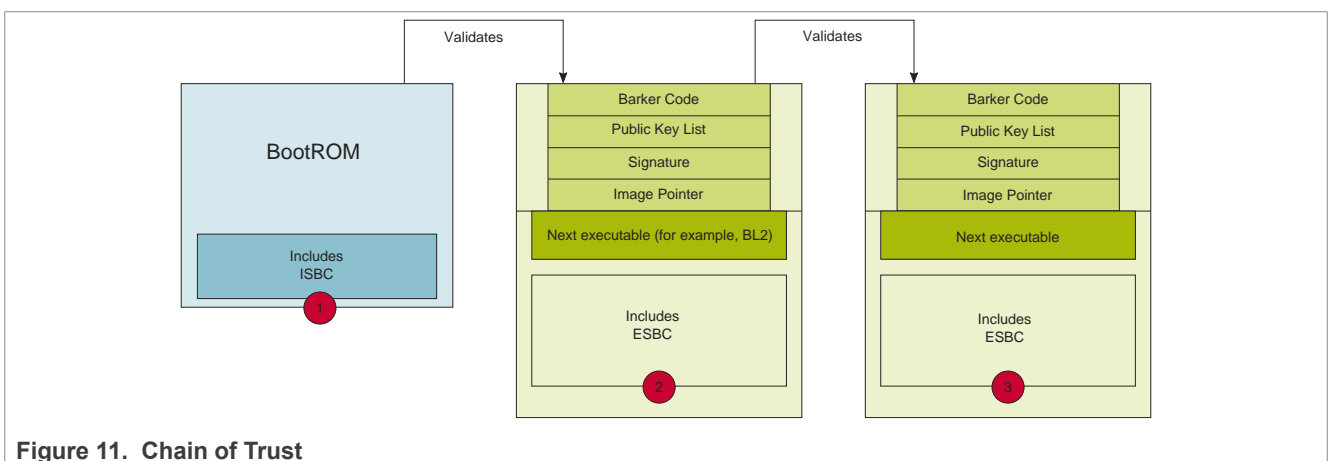 Validates
Validates
BootROM
Includes
ISBC
1
Barker Code
Public Key List
Signature
Image Pointer
Next executable (for example, BL2)
Includes
ESBC
2
Barker Code
Public Key List
Signature
Image Pointer
Next executable
Includes
ESBC
3
Figure 11. Chain of Trust